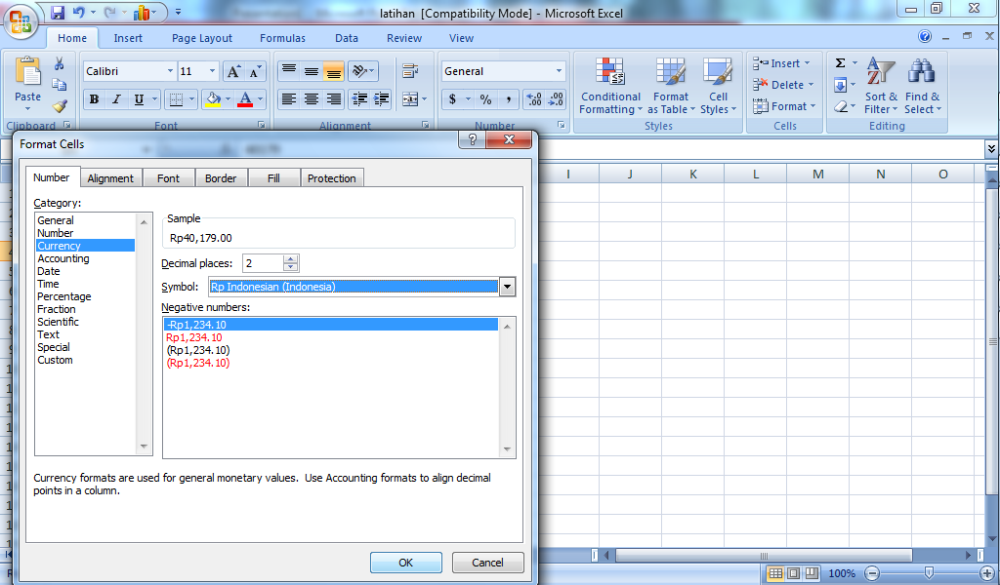 latihan [Compatibility Mode] - Microsoft Excel
Home Insert Page Layout Formulas Data Review View
Paste
Calibri 11
B I U
General
$ % ,
Conditional Formatting
Format as Table
Cell Styles
Insert
Delete
Format
Σ
Sort & Filter
Find & Select
Clipboard Font Alignment Number Styles Cells Editing
Format Cells
I J K L M N O
Number Alignment Font Border Fill Protection
Category:
General
Number
Currency
Accounting
Date
Time
Percentage
Fraction
Scientific
Text
Special
Custom
Sample
Rp40,179.00
Decimal places: 2
Symbol: Rp Indonesian (Indonesia)
Negative numbers:
-Rp1,234.10
Rp1,234.10
(Rp1,234.10)
(Rp1,234.10)
Currency formats are used for general monetary values. Use Accounting formats to align decimal
points in a column.
OK Cancel
100%